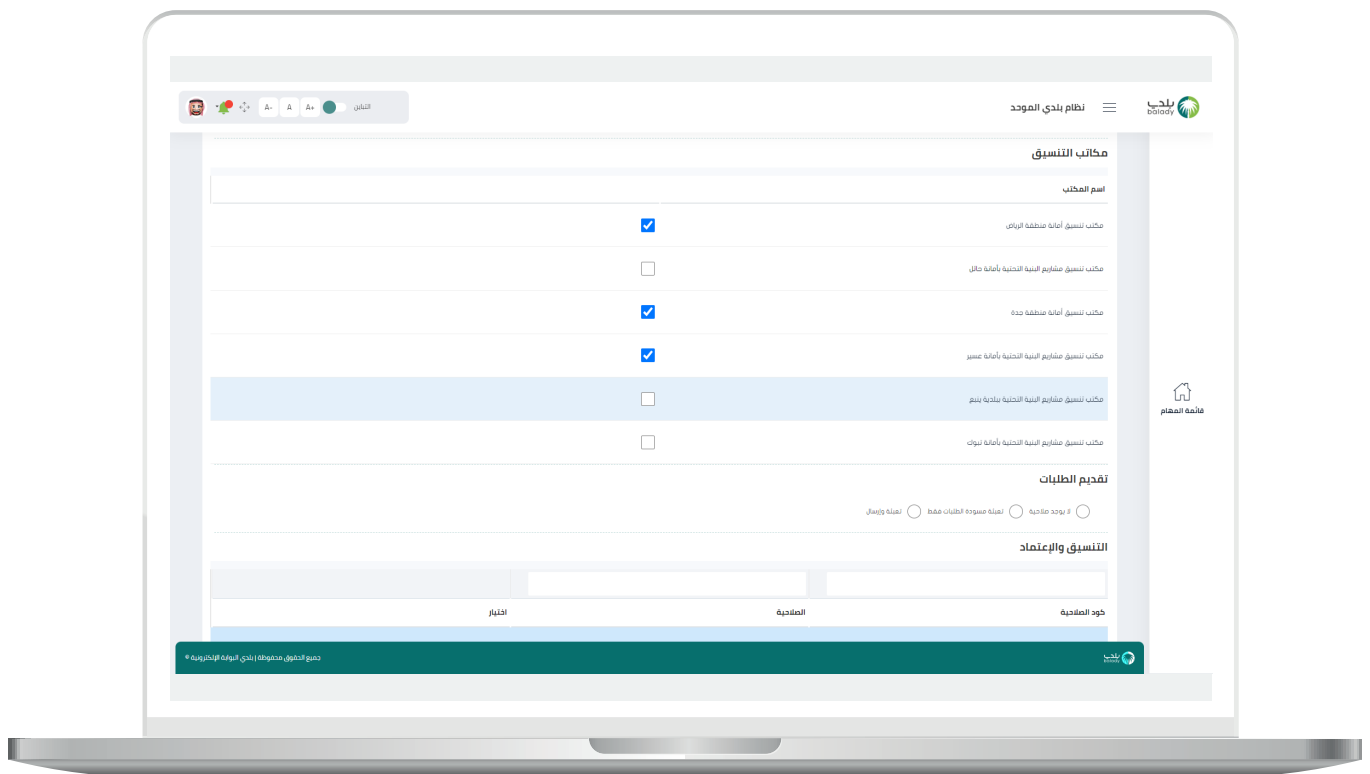 بلدي
balady
نظام بلدي الموحد
التباين
A+ A A-
مكاتب التنسيق
اسم المكتب
مكتب تنسيق أمانة منطقة الرياض
مكتب تنسيق مشاريع البنية التحتية بأمانة حائل
مكتب تنسيق أمانة منطقة جدة
مكتب تنسيق مشاريع البنية التحتية بأمانة عسير
مكتب تنسيق مشاريع البنية التحتية ببلدية ينبع
مكتب تنسيق مشاريع البنية التحتية بأمانة تبوك
قائمة المهام
تقديم الطلبات
لا يوجد صلاحية تعبئة مسودة الطلبات فقط تعبئة وإرسال
التنسيق والإعتماد
كود الصلاحية الصلاحية اختيار
بلدي
balady
جميع الحقوق محفوظة | بلدي البوابة الإلكترونية ©